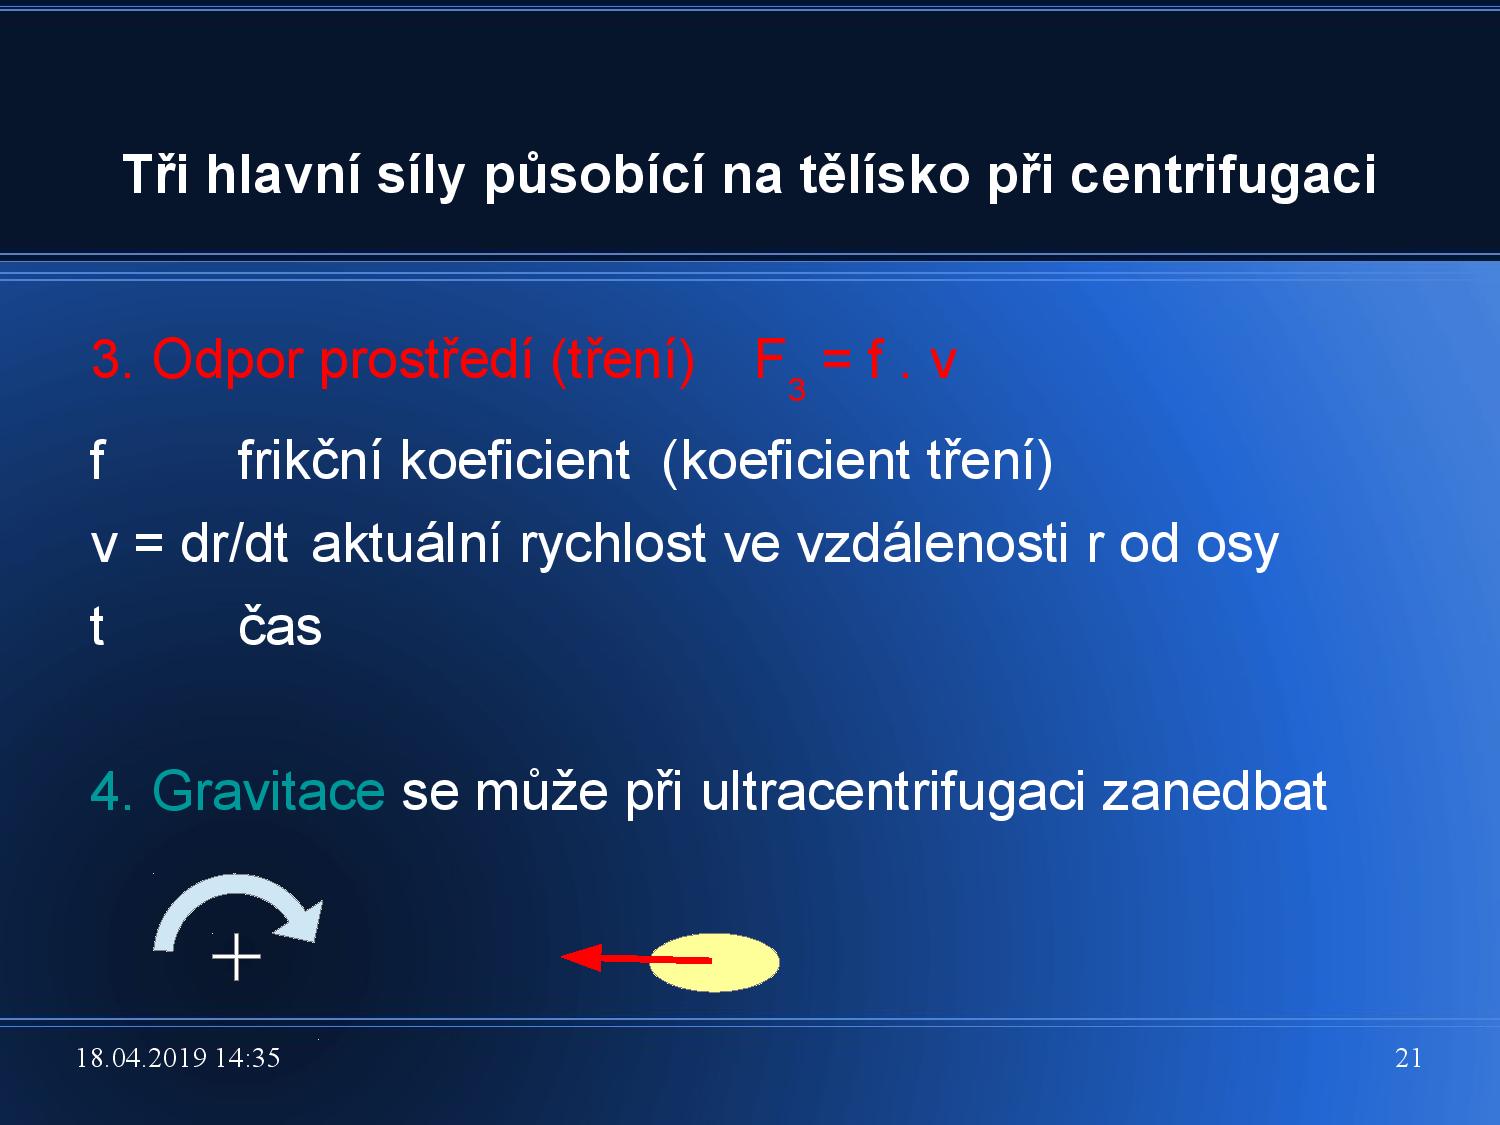 Tři hlavní síly působící na tělísko při centrifugaci
3. Odpor prostředí (tření) F3 = f . v
f frikční koeficient (koeficient tření)
v = dr/dt aktuální rychlost ve vzdálenosti r od osy
t čas
4. Gravitace se může při ultracentrifugaci zanedbat
18.04.2019 14:35
21